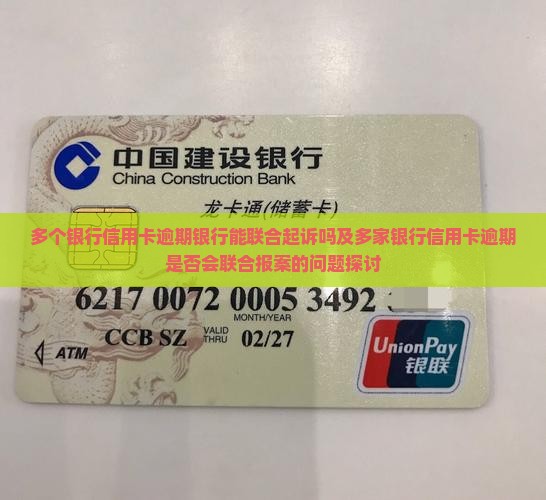 中国建设银行
China Construction Bank
龙卡通(储蓄卡)
多个银行信用卡逾期银行能联合起诉吗及多家银行信用卡逾期
是否会联合报案的问题探讨
6217 0072 0005 3492
MONTH/YEAR
CCB SZ VALID THRU 02/27
ATM
UnionPay
银联